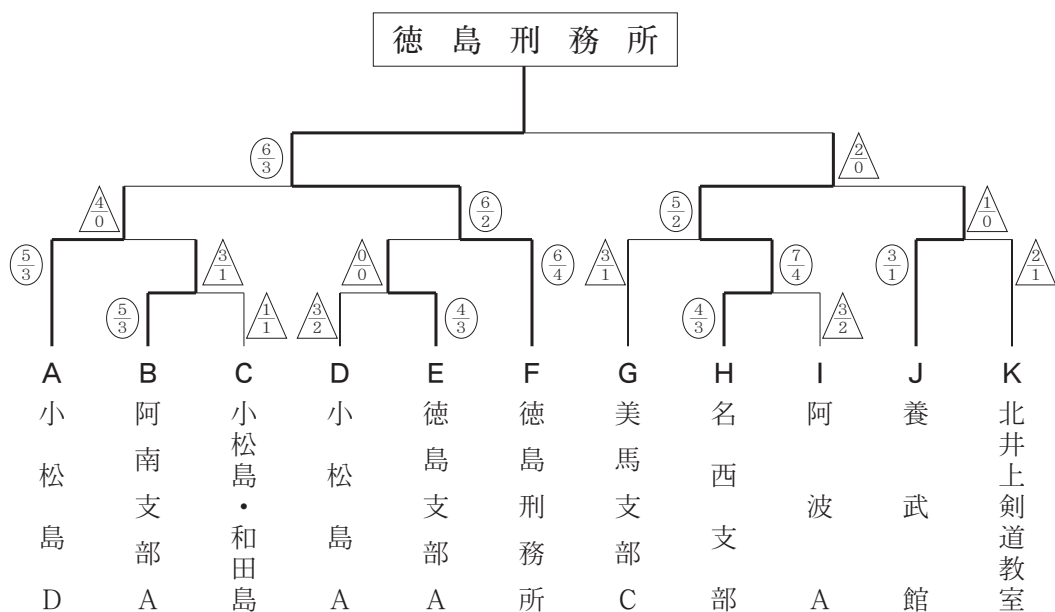 徳島刑務所
6/3
2/0
4/0
6/2
5/2
1/0
5/3
3/1
0/0
6/4
3/1
7/4
3/1
2/1
5/3
1/1
3/2
4/3
4/3
3/2
A B C D E F G H I J K
小松島D
阿南支部A
小松島・和田島
小松島A
徳島支部A
徳島刑務所
美馬支部C
名西支部
阿波A
養武館
北井上剣道教室